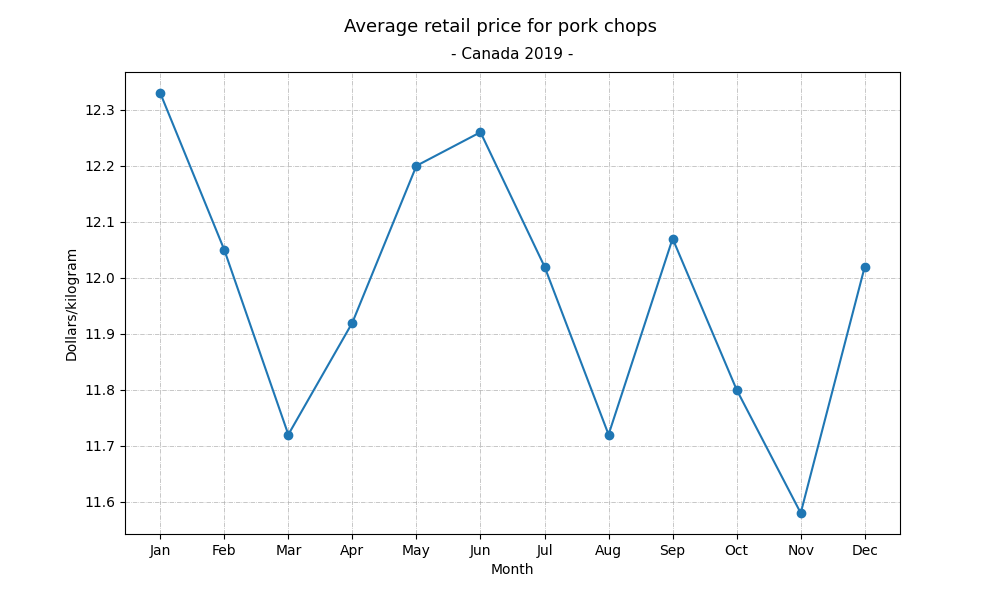 Average retail price for pork chops
- Canada 2019 -
12.3
12.2
12.1
12.0
11.9
11.8
11.7
11.6
Dollars/kilogram
Jan Feb Mar Apr May Jun Jul Aug Sep Oct Nov Dec
Month